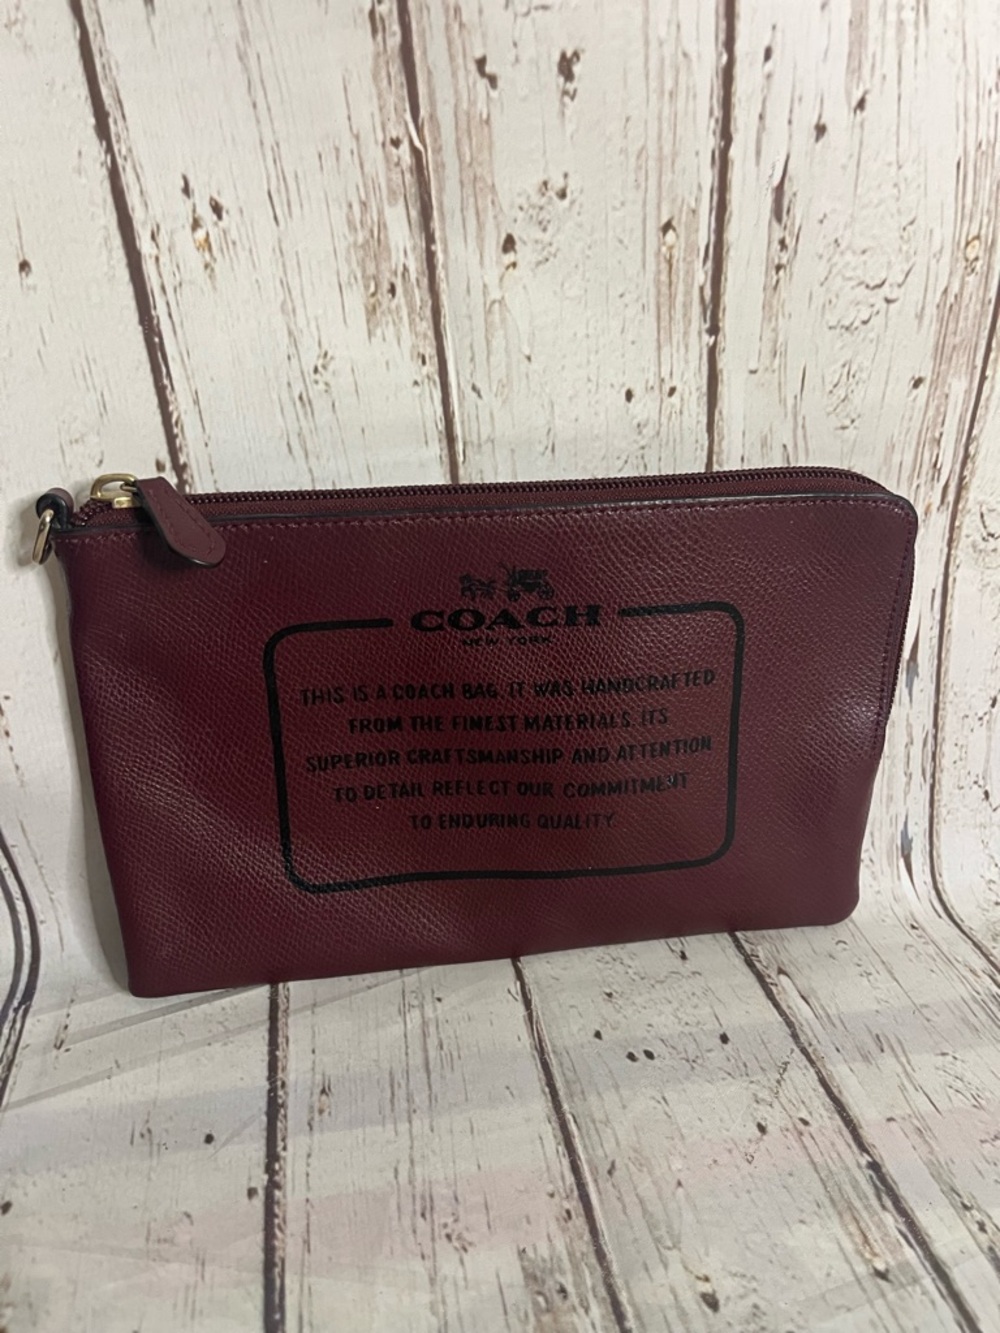 COACH
NEW YORK
THIS IS A COACH BAG. IT WAS HANDCRAFTED
FROM THE FINEST MATERIALS. ITS
SUPERIOR CRAFTSMANSHIP AND ATTENTION
TO DETAIL REFLECT OUR COMMITMENT
TO ENDURING QUALITY.